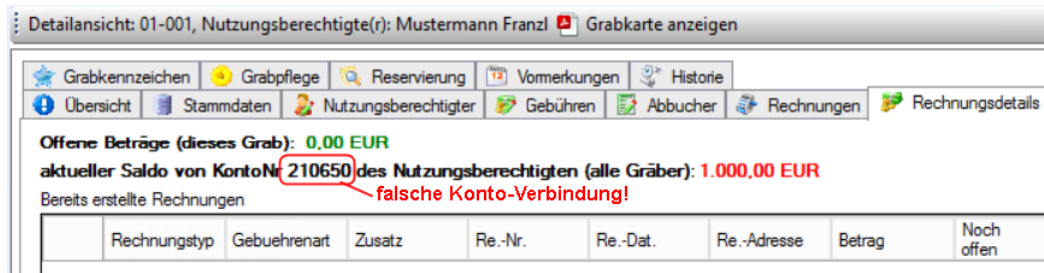 Detailansicht: 01-001, Nutzungsberechtigte(r): Mustermann Franzl Grabkarte anzeigen
Grabkennzeichen Grabpflege Reservierung Vormerkungen Historie
Übersicht Stammdaten Nutzungsberechtigter Gebühren Abbucher Rechnungen Rechnungsdetails
Offene Beträge (dieses Grab): 0,00 EUR
aktueller Saldo von KontoNr 210650 des Nutzungsberechtigten (alle Gräber): 1.000,00 EUR
falsche Konto-Verbindung!
Bereits erstellte Rechnungen
Rechnungstyp Gebuehrenart Zusatz Re.-Nr. Re.-Dat. Re.-Adresse Betrag Noch
offen